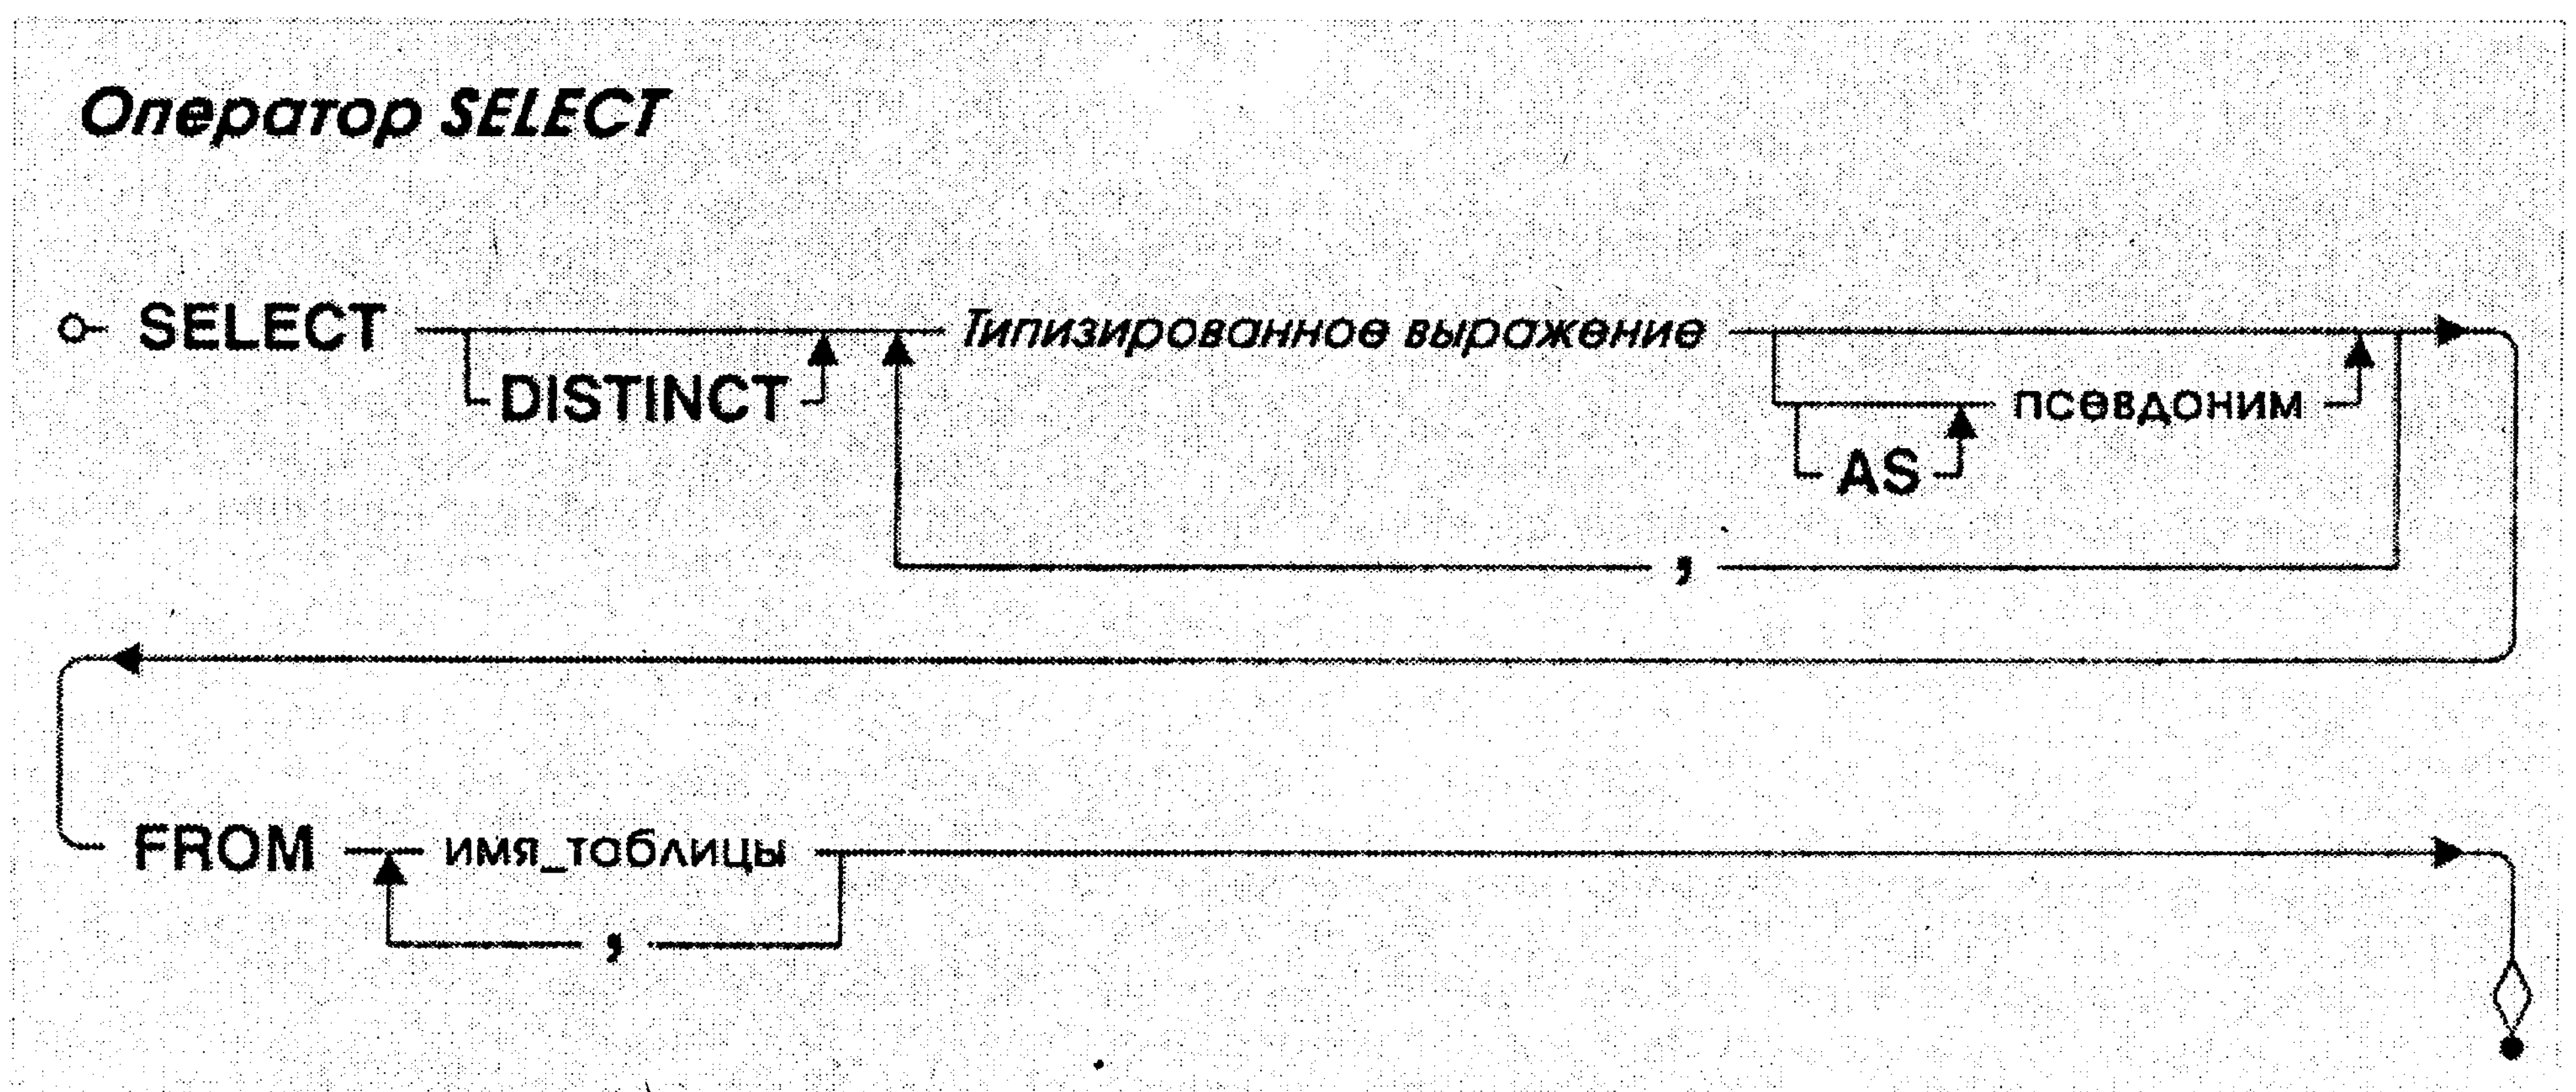 Оператор SELECT
SELECT Типизированное выражение
DISTINCT псевдоним
AS
,
FROM имя_таблицы
,